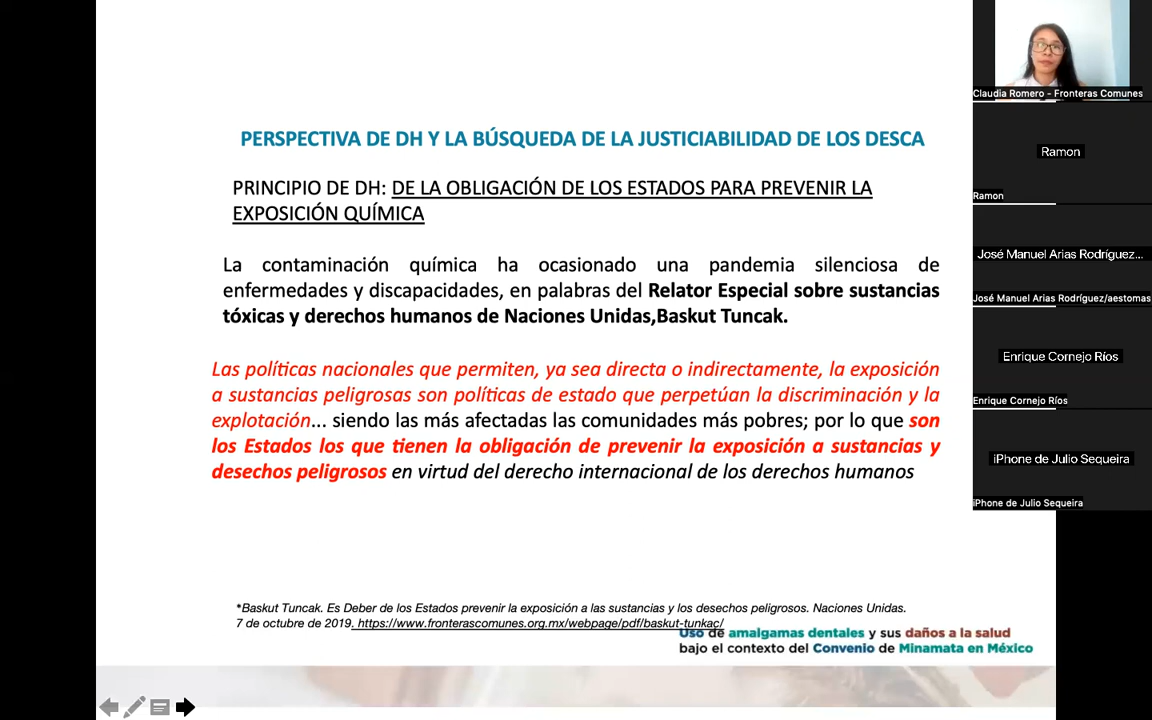 PERSPECTIVA DE DH Y LA BÚSQUEDA DE LA JUSTICIABILIDAD DE LOS DESCA
PRINCIPIO DE DH: DE LA OBLIGACIÓN DE LOS ESTADOS PARA PREVENIR LA
EXPOSICIÓN QUÍMICA
La contaminación química ha ocasionado una pandemia silenciosa de
enfermedades y discapacidades, en palabras del Relator Especial sobre sustancias
tóxicas y derechos humanos de Naciones Unidas,Baskut Tuncak.
Las políticas nacionales que permiten, ya sea directa o indirectamente, la exposición
a sustancias peligrosas son políticas de estado que perpetúan la discriminación y la
explotación... siendo las más afectadas las comunidades más pobres; por lo que son
los Estados los que tienen la obligación de prevenir la exposición a sustancias y
desechos peligrosos en virtud del derecho internacional de los derechos humanos
*Baskut Tuncak. Es Deber de los Estados prevenir la exposición a las sustancias y los desechos peligrosos. Naciones Unidas.
7 de octubre de 2019. https://www.fronterascomunes.org.mx/webpage/pdf/baskut-tunkac/
Uso de amalgamas dentales y sus daños a la salud
bajo el contexto del Convenio de Minamata en México
Claudia Romero - Fronteras Comunes
Ramon
Ramon
José Manuel Arias Rodríguez...
José Manuel Arias Rodríguez/aestomas
Enrique Cornejo Ríos
Enrique Cornejo Ríos
iPhone de Julio Sequeira
iPhone de Julio Sequeira